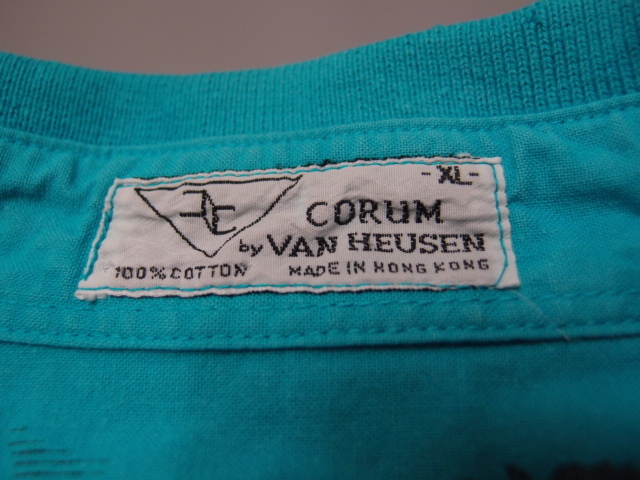 -XL-
CORUM
by VAN HEUSEN
100% COTTON MADE IN HONG KONG